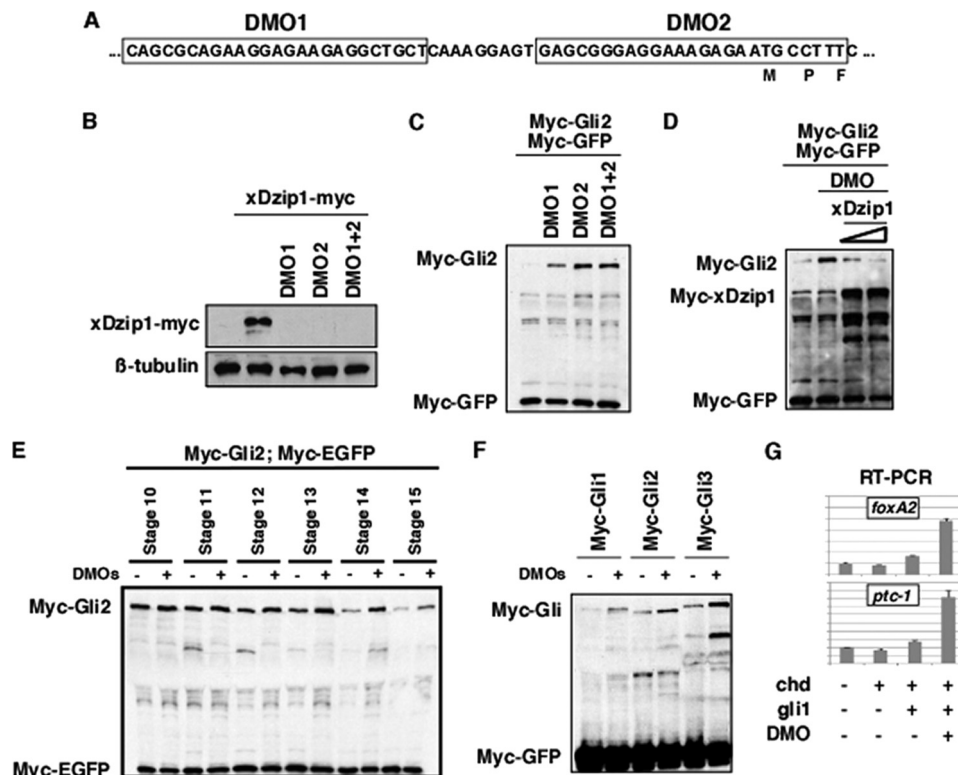 A
DMO1
DMO2
... CAGCGCAGAAGGAGAAGAGGCTGCTCAAAGGAGTGAGCGGGAGGAAAGAGAATGCCTTTC ...
M P F
B
xDzip1-myc
DMO1
DMO2
DMO1+2
xDzip1-myc
ß-tubulin
C
Myc-Gli2
Myc-GFP
DMO1
DMO2
DMO1+2
Myc-Gli2
Myc-GFP
D
Myc-Gli2
Myc-GFP
DMO
xDzip1
Myc-Gli2
Myc-xDzip1
Myc-GFP
E
Myc-Gli2; Myc-EGFP
Stage 10
Stage 11
Stage 12
Stage 13
Stage 14
Stage 15
DMOs - + - + - + - + - + - +
Myc-Gli2
Myc-EGFP
F
Myc-Gli1
Myc-Gli2
Myc-Gli3
DMOs - + - + - +
Myc-Gli
Myc-GFP
G
RT-PCR
foxA2
ptc-1
chd - + + +
gli1 + +
DMO +